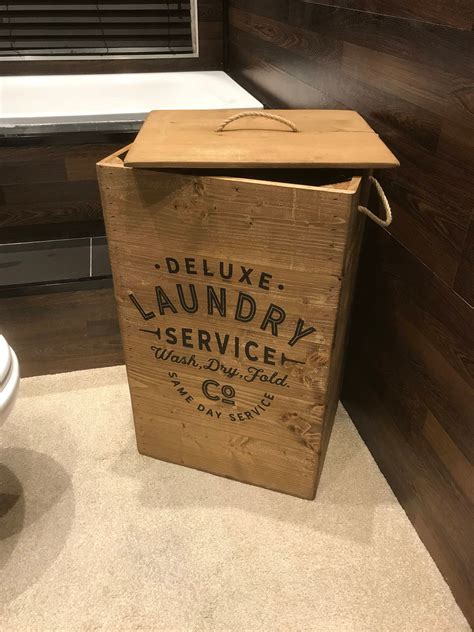 · DELUXE ·
LAUNDRY
SERVICE
Wash, Dry, Fold.
Co
SAME DAY SERVICE